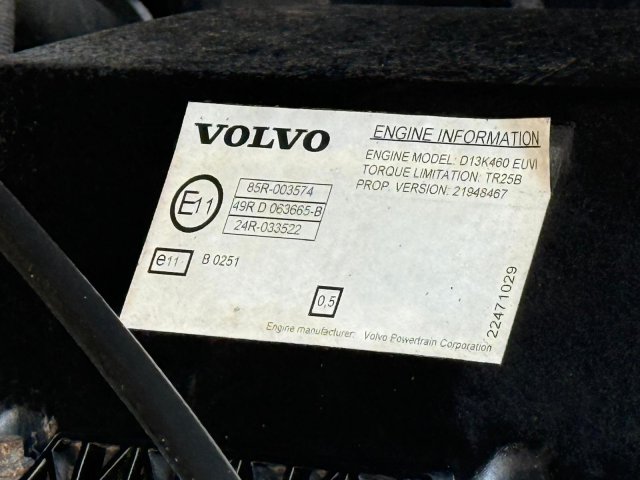 VOLVO
ENGINE INFORMATION
ENGINE MODEL: D13K460 EUVI
TORQUE LIMITATION: TR25B
PROP. VERSION: 21948467
E11
85R-003574
49R D 063665-B
24R-033522
e11 B 0251
0,5
22471029
Engine manufacturer: Volvo Powertrain Corporation